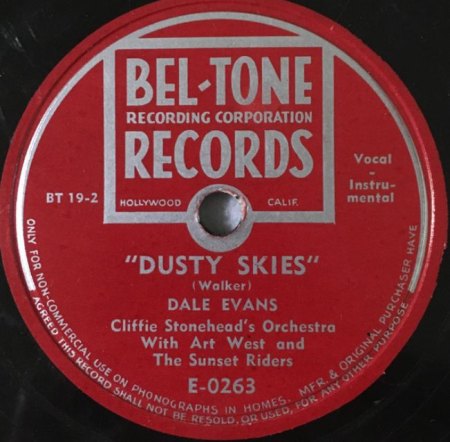 BEL-TONE
RECORDING CORPORATION
RECORDS
HOLLYWOOD CALIF.
BT 19-2
Vocal
-
Instru-
mental
"DUSTY SKIES"
(Walker)
DALE EVANS
Cliffie Stonehead's Orchestra
With Art West and
The Sunset Riders
E-0263
ONLY FOR NON-COMMERCIAL USE ON PHONOGRAPHS IN HOMES. MFR. & ORIGINAL PURCHASER HAVE
AGREED THIS RECORD SHALL NOT BE RESOLD, OR USED, FOR ANY OTHER PURPOSE